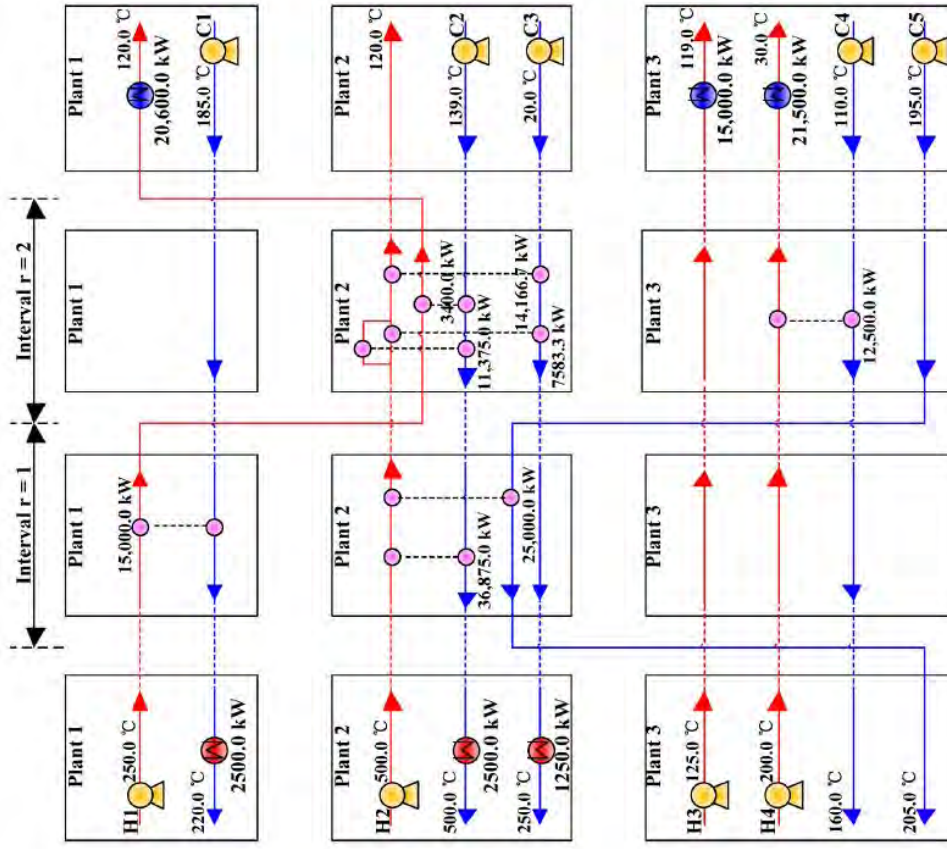 Interval r = 1
Interval r = 2
Plant 1
Plant 1
Plant 1
Plant 1
H1
250.0 ℃
15,000.0 kW
120.0 ℃
20,600.0 kW
220.0 ℃
2500.0 kW
185.0 ℃
C1
Plant 2
Plant 2
Plant 2
Plant 2
H2
500.0 ℃
120.0 ℃
3400.0 kW
500.0 ℃
2500.0 kW
36,875.0 kW
11,375.0 kW
139.0 ℃
C2
25,000.0 kW
14,166.7 kW
250.0 ℃
1250.0 kW
7583.3 kW
20.0 ℃
C3
Plant 3
Plant 3
Plant 3
Plant 3
H3
125.0 ℃
119.0 ℃
15,000.0 kW
H4
200.0 ℃
30.0 ℃
21,500.0 kW
160.0 ℃
12,500.0 kW
110.0 ℃
C4
205.0 ℃
195.0 ℃
C5